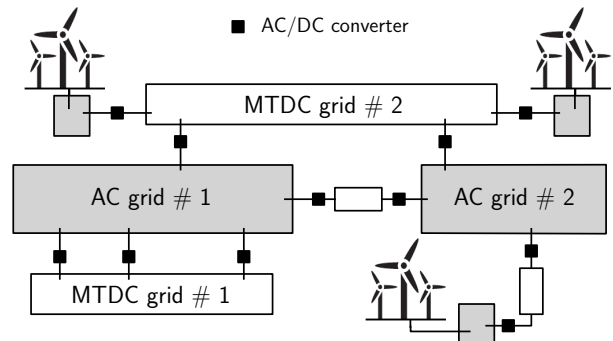 AC/DC converter
MTDC grid # 2
AC grid # 1
AC grid # 2
MTDC grid # 1